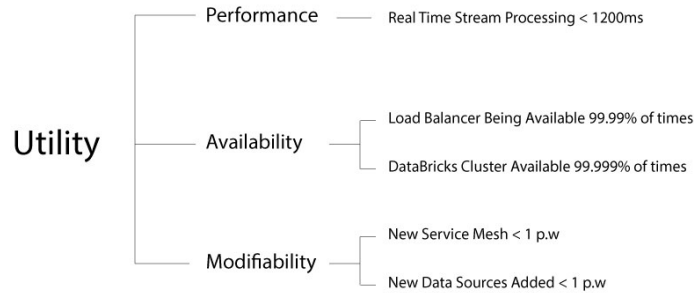 Utility
Performance
Real Time Stream Processing < 1200ms
Availability
Load Balancer Being Available 99.99% of times
DataBricks Cluster Available 99.999% of times
Modifiability
New Service Mesh < 1 p.w
New Data Sources Added < 1 p.w